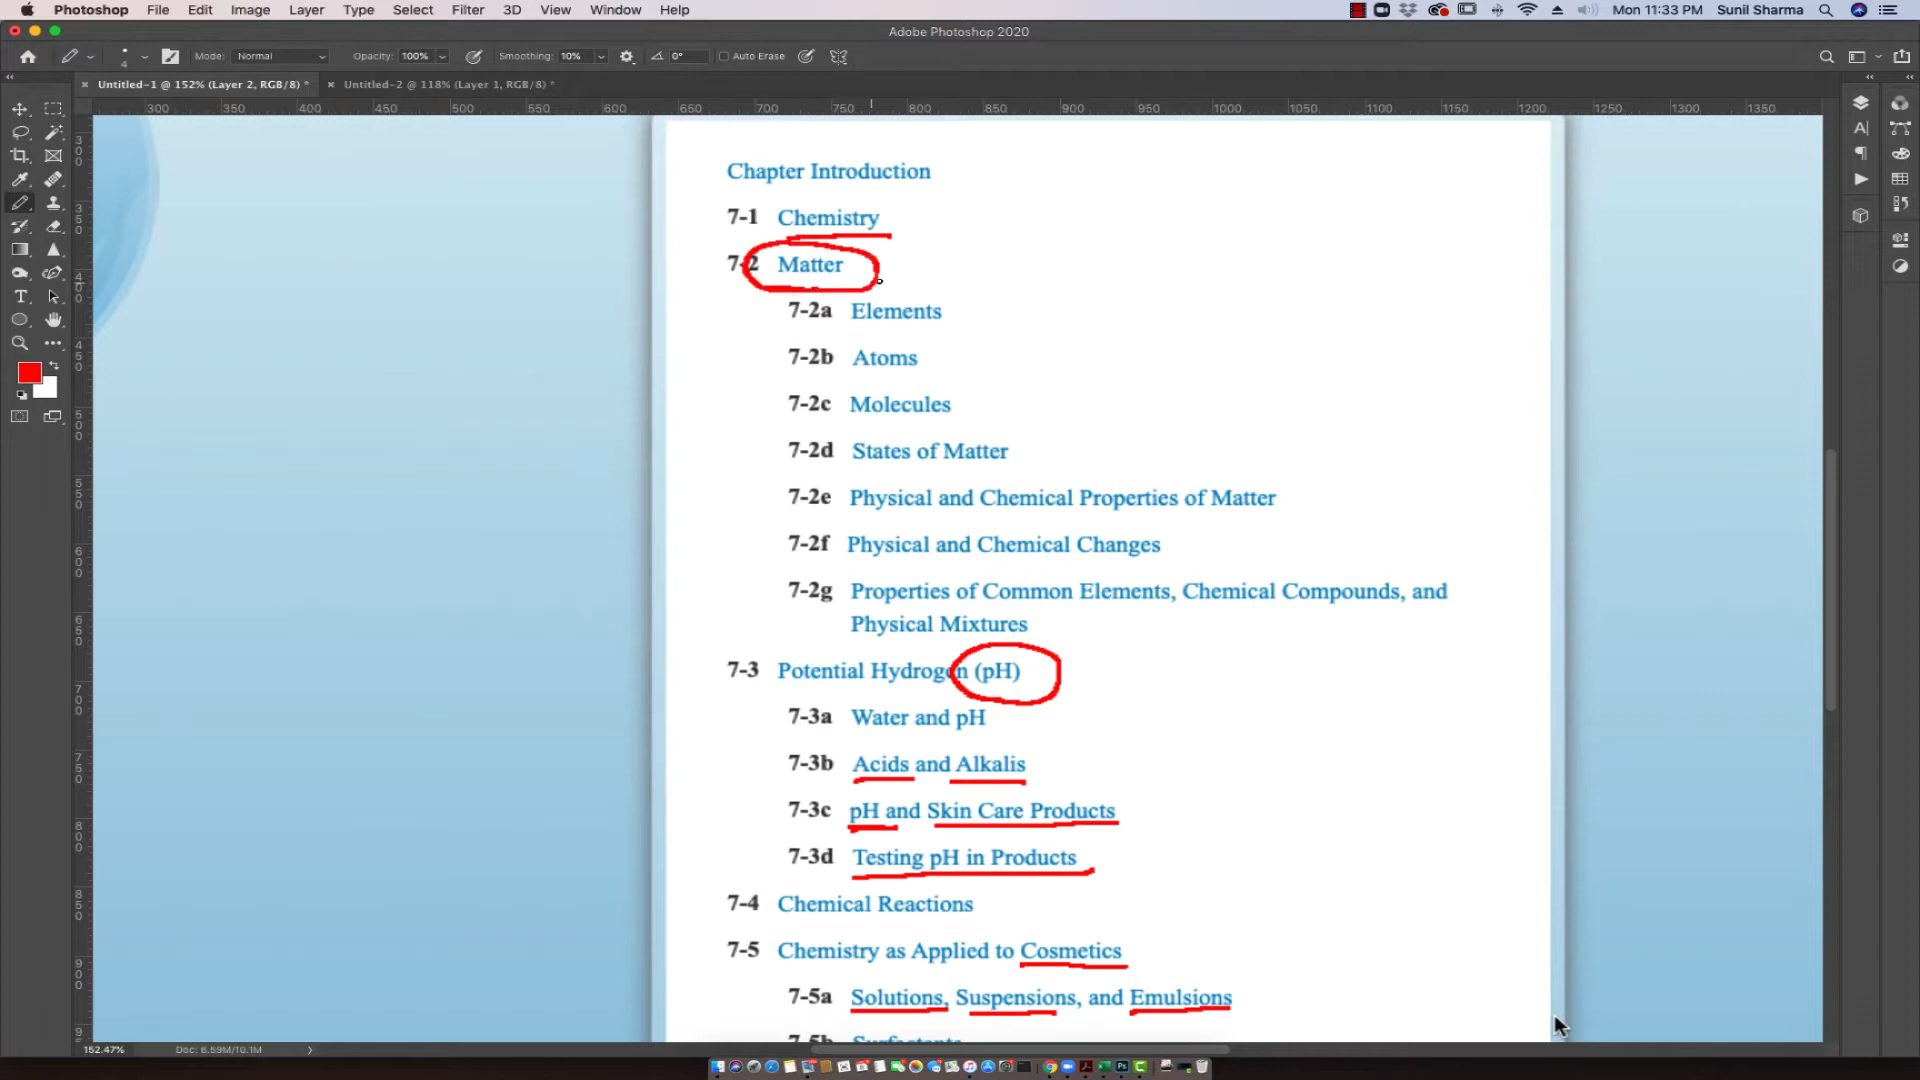 Photoshop File Edit Image Layer Type Select Filter 3D View Window Help Mon 11:33 PM Sunil Sharma
Adobe Photoshop 2020
Mode: Normal Opacity: 100% Smoothing: 10% 0° Auto Erase
Untitled-1 @ 152% (Layer 2, RGB/8) * Untitled-2 @ 118% (Layer 1, RGB/8) *
300 350 400 450 500 550 600 650 700 750 800 850 900 950 1000 1050 1100 1150 1200 1250 1300 1350
Chapter Introduction
7-1 Chemistry
7-2 Matter
7-2a Elements
7-2b Atoms
7-2c Molecules
7-2d States of Matter
7-2e Physical and Chemical Properties of Matter
7-2f Physical and Chemical Changes
7-2g Properties of Common Elements, Chemical Compounds, and
Physical Mixtures
7-3 Potential Hydrogen (pH)
7-3a Water and pH
7-3b Acids and Alkalis
7-3c pH and Skin Care Products
7-3d Testing pH in Products
7-4 Chemical Reactions
7-5 Chemistry as Applied to Cosmetics
7-5a Solutions, Suspensions, and Emulsions
7-5b Surfactants
152.47% Doc: 6.59M/10.1M